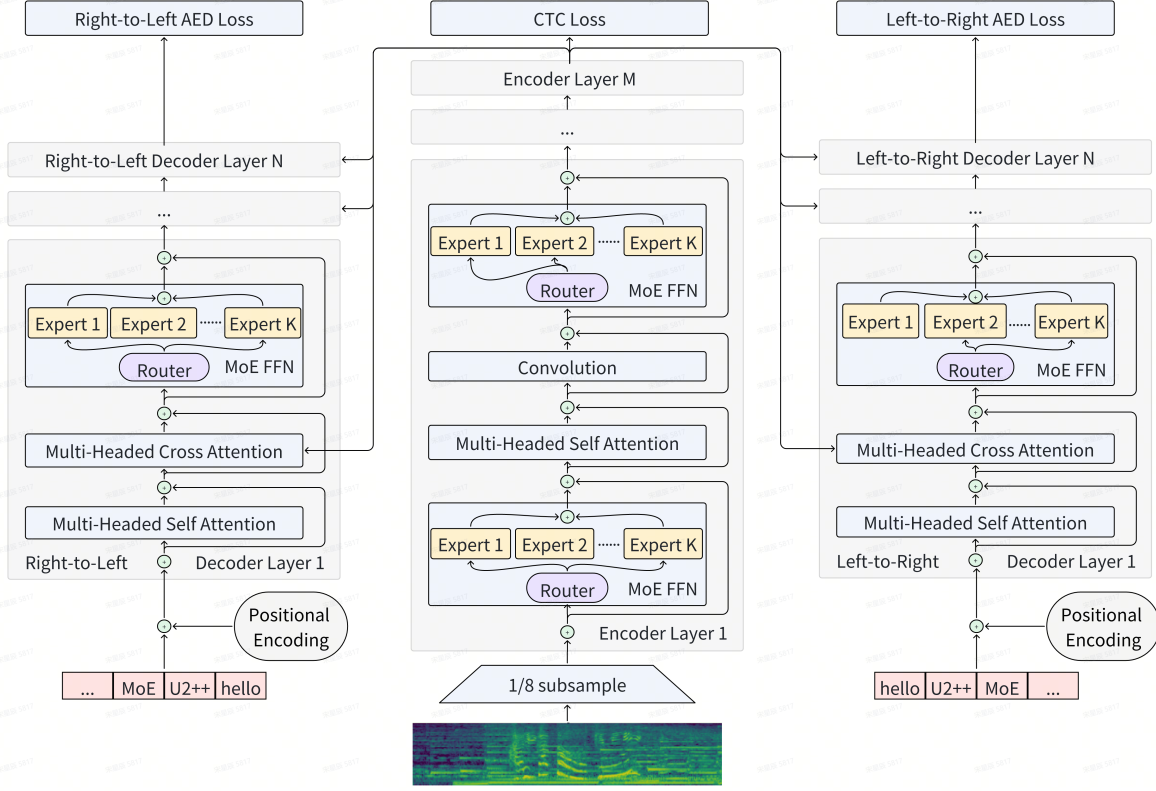 Right-to-Left AED Loss
CTC Loss
Left-to-Right AED Loss
Encoder Layer M
...
Right-to-Left Decoder Layer N
...
Left-to-Right Decoder Layer N
...
Expert 1
Expert 2
......
Expert K
Router
MoE FFN
Convolution
Multi-Headed Self Attention
Expert 1
Expert 2
......
Expert K
Router
MoE FFN
Encoder Layer 1
1/8 subsample
Expert 1
Expert 2
......
Expert K
Router
MoE FFN
Multi-Headed Cross Attention
Multi-Headed Self Attention
Right-to-Left
Decoder Layer 1
Positional
Encoding
... MoE U2++ hello
Expert 1
Expert 2
......
Expert K
Router
MoE FFN
Multi-Headed Cross Attention
Multi-Headed Self Attention
Left-to-Right
Decoder Layer 1
Positional
Encoding
hello U2++ MoE ...